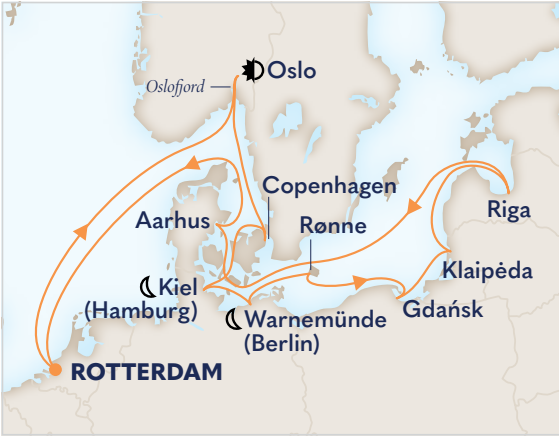 Oslo
Oslofjord
Copenhagen
Aarhus
Rønne
Riga
Klaipėda
Kiel
(Hamburg)
Gdańsk
Warnemünde
(Berlin)
ROTTERDAM